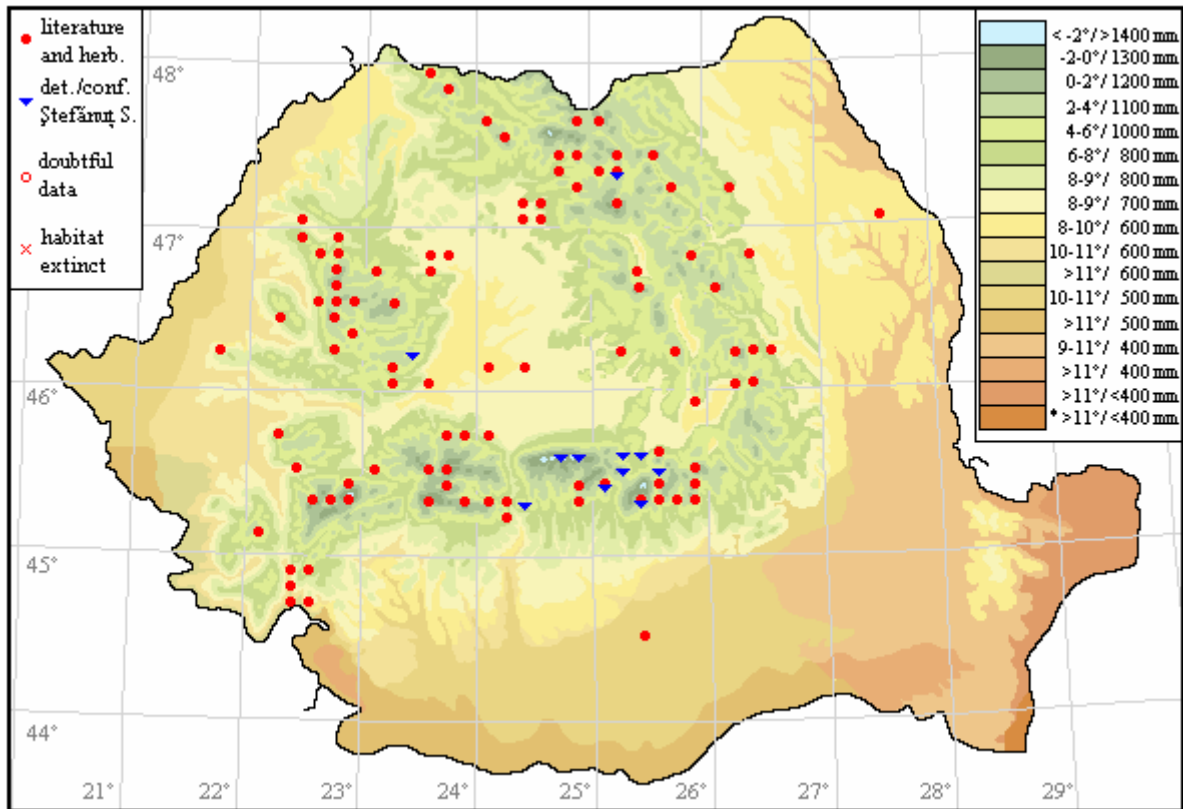 literature
and herb.
det./conf.
Ștefănuț S.
doubtful
data
habitat
extinct
< -2°/>1400 mm
-2-0°/1300 mm
0-2°/1200 mm
2-4°/1100 mm
4-6°/1000 mm
6-8°/ 800 mm
8-9°/ 800 mm
8-9°/ 700 mm
8-10°/ 600 mm
10-11°/ 600 mm
>11°/ 600 mm
10-11°/ 500 mm
>11°/ 500 mm
9-11°/ 400 mm
>11°/ 400 mm
>11°/<400 mm
* >11°/<400 mm
48°
47°
46°
45°
44°
21° 22° 23° 24° 25° 26° 27° 28° 29°